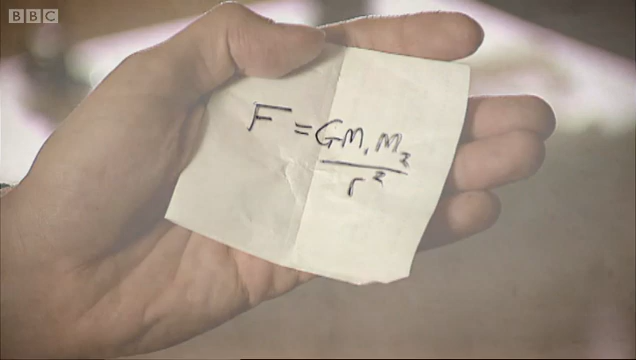 BBC
F = GM₁M₂
r²